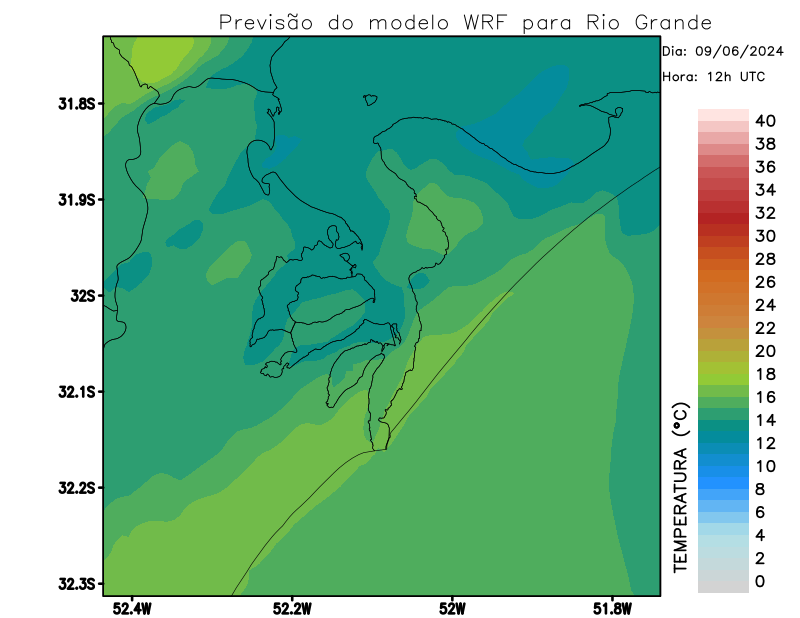 Previsão do modelo WRF para Rio Grande
Dia: 09/06/2024
Hora: 12h UTC
31.8S
31.9S
32S
32.1S
32.2S
32.3S
52.4W
52.2W
52W
51.8W
TEMPERATURA (°C)
40
38
36
34
32
30
28
26
24
22
20
18
16
14
12
10
8
6
4
2
0